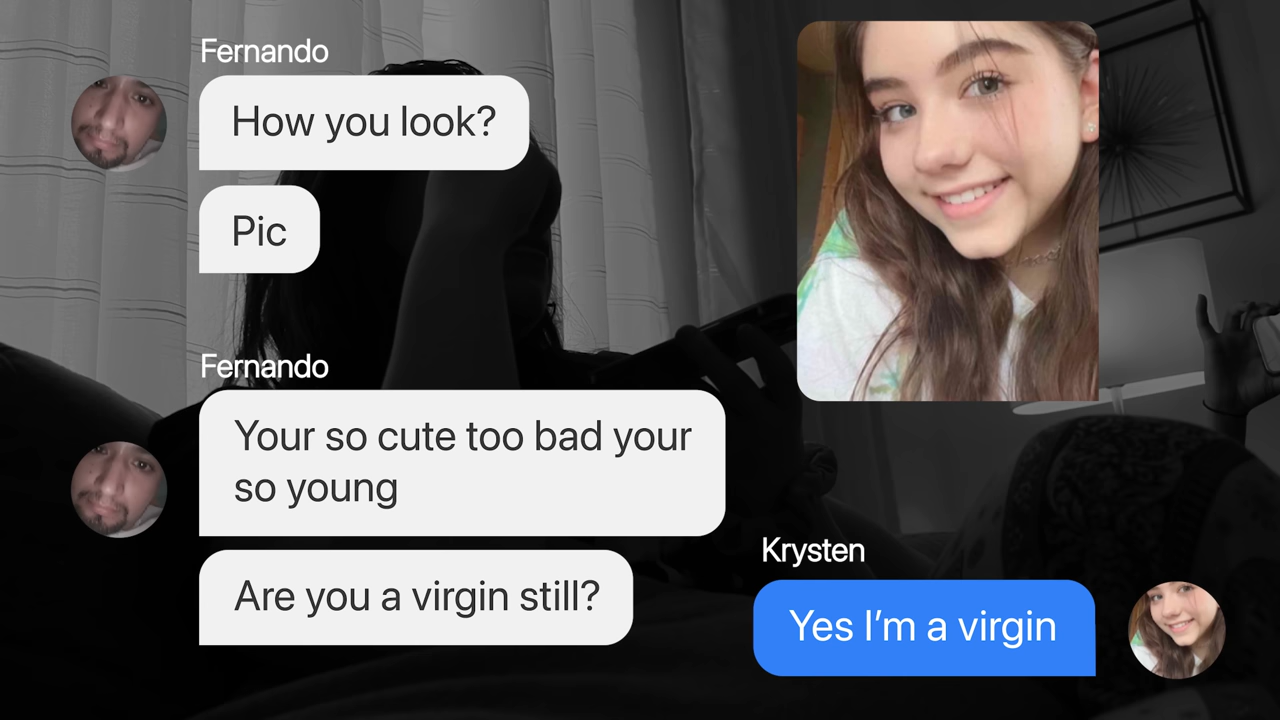 Fernando
How you look?
Pic
Fernando
Your so cute too bad your
so young
Are you a virgin still?
Krysten
Yes I’m a virgin